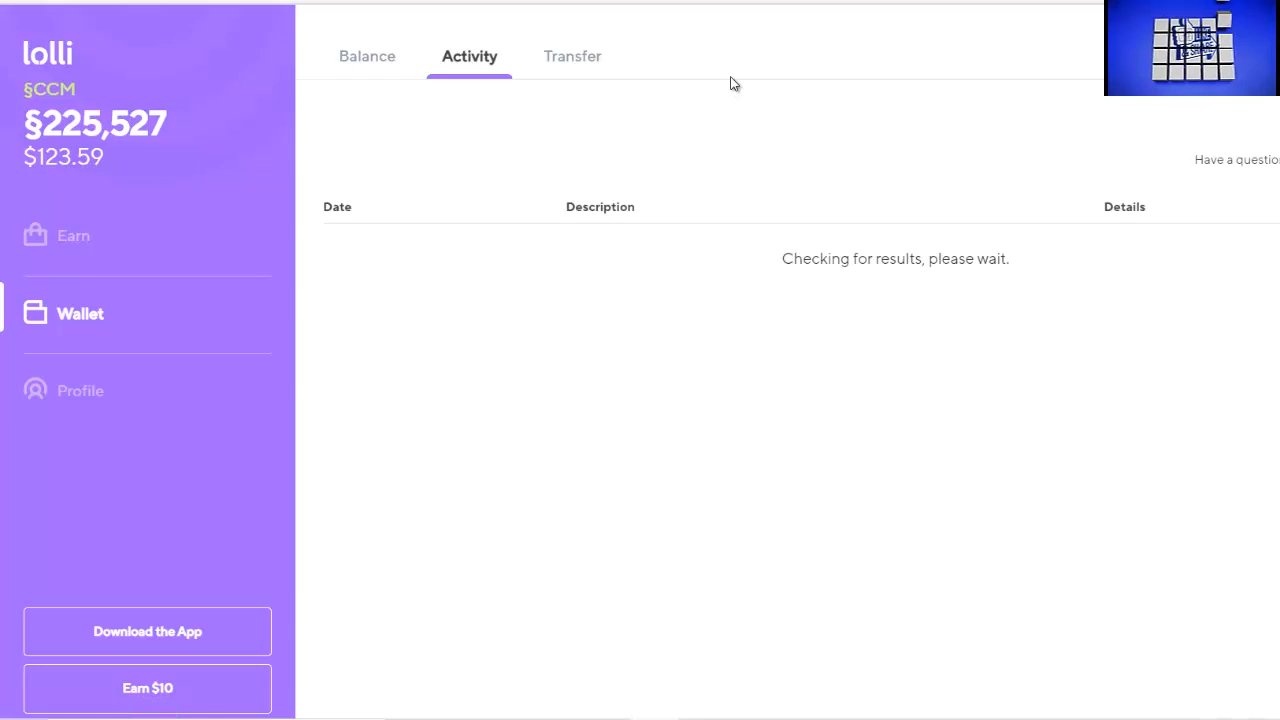 lolli
§CCM
§225,527
$123.59
Earn
Wallet
Profile
Download the App
Earn $10
Balance
Activity
Transfer
Have a questio
Date
Description
Details
Checking for results, please wait.